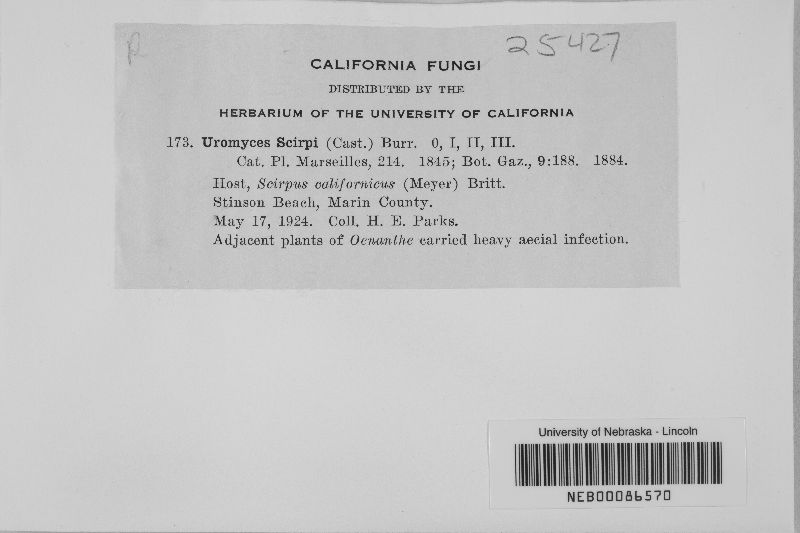 p
25427
CALIFORNIA FUNGI
DISTRIBUTED BY THE
HERBARIUM OF THE UNIVERSITY OF CALIFORNIA
173. Uromyces Scirpi (Cast.) Burr. 0, I, II, III.
Cat. Pl. Marseilles, 214. 1845; Bot. Gaz., 9:188. 1884.
Host, Scirpus californicus (Meyer) Britt.
Stinson Beach, Marin County.
May 17, 1924. Coll. H. E. Parks.
Adjacent plants of Oenanthe carried heavy aecial infection.
University of Nebraska - Lincoln
NEB00086570